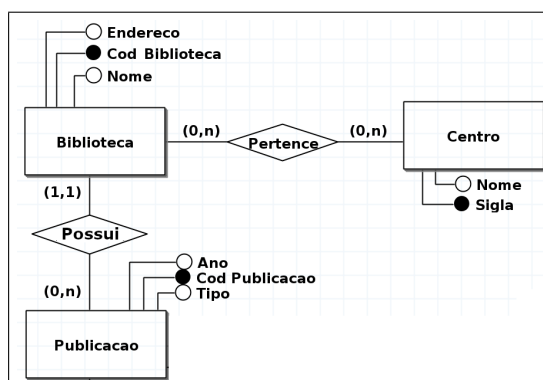 Endereco
Cod Biblioteca
Nome
Biblioteca
(0,n)
Pertence
(0,n)
Centro
Nome
Sigla
(1,1)
Possui
(0,n)
Ano
Cod Publicacao
Tipo
Publicacao